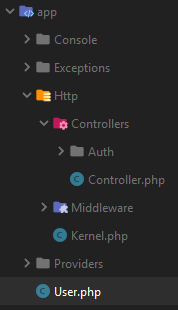 app
Console
Exceptions
Http
Controllers
Auth
Controller.php
Middleware
Kernel.php
Providers
User.php